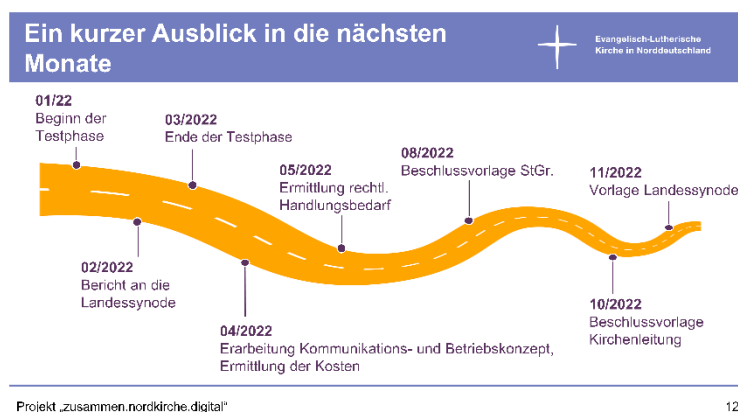 Ein kurzer Ausblick in die nächsten
Monate
Evangelisch-Lutherische
Kirche in Norddeutschland
01/22
Beginn der
Testphase
03/2022
Ende der Testphase
05/2022
Ermittlung rechtl.
Handlungsbedarf
08/2022
Beschlussvorlage StGr.
11/2022
Vorlage Landessynode
02/2022
Bericht an die
Landessynode
04/2022
Erarbeitung Kommunikations- und Betriebskonzept,
Ermittlung der Kosten
10/2022
Beschlussvorlage
Kirchenleitung
Projekt „zusammen.nordkirche.digital“
12